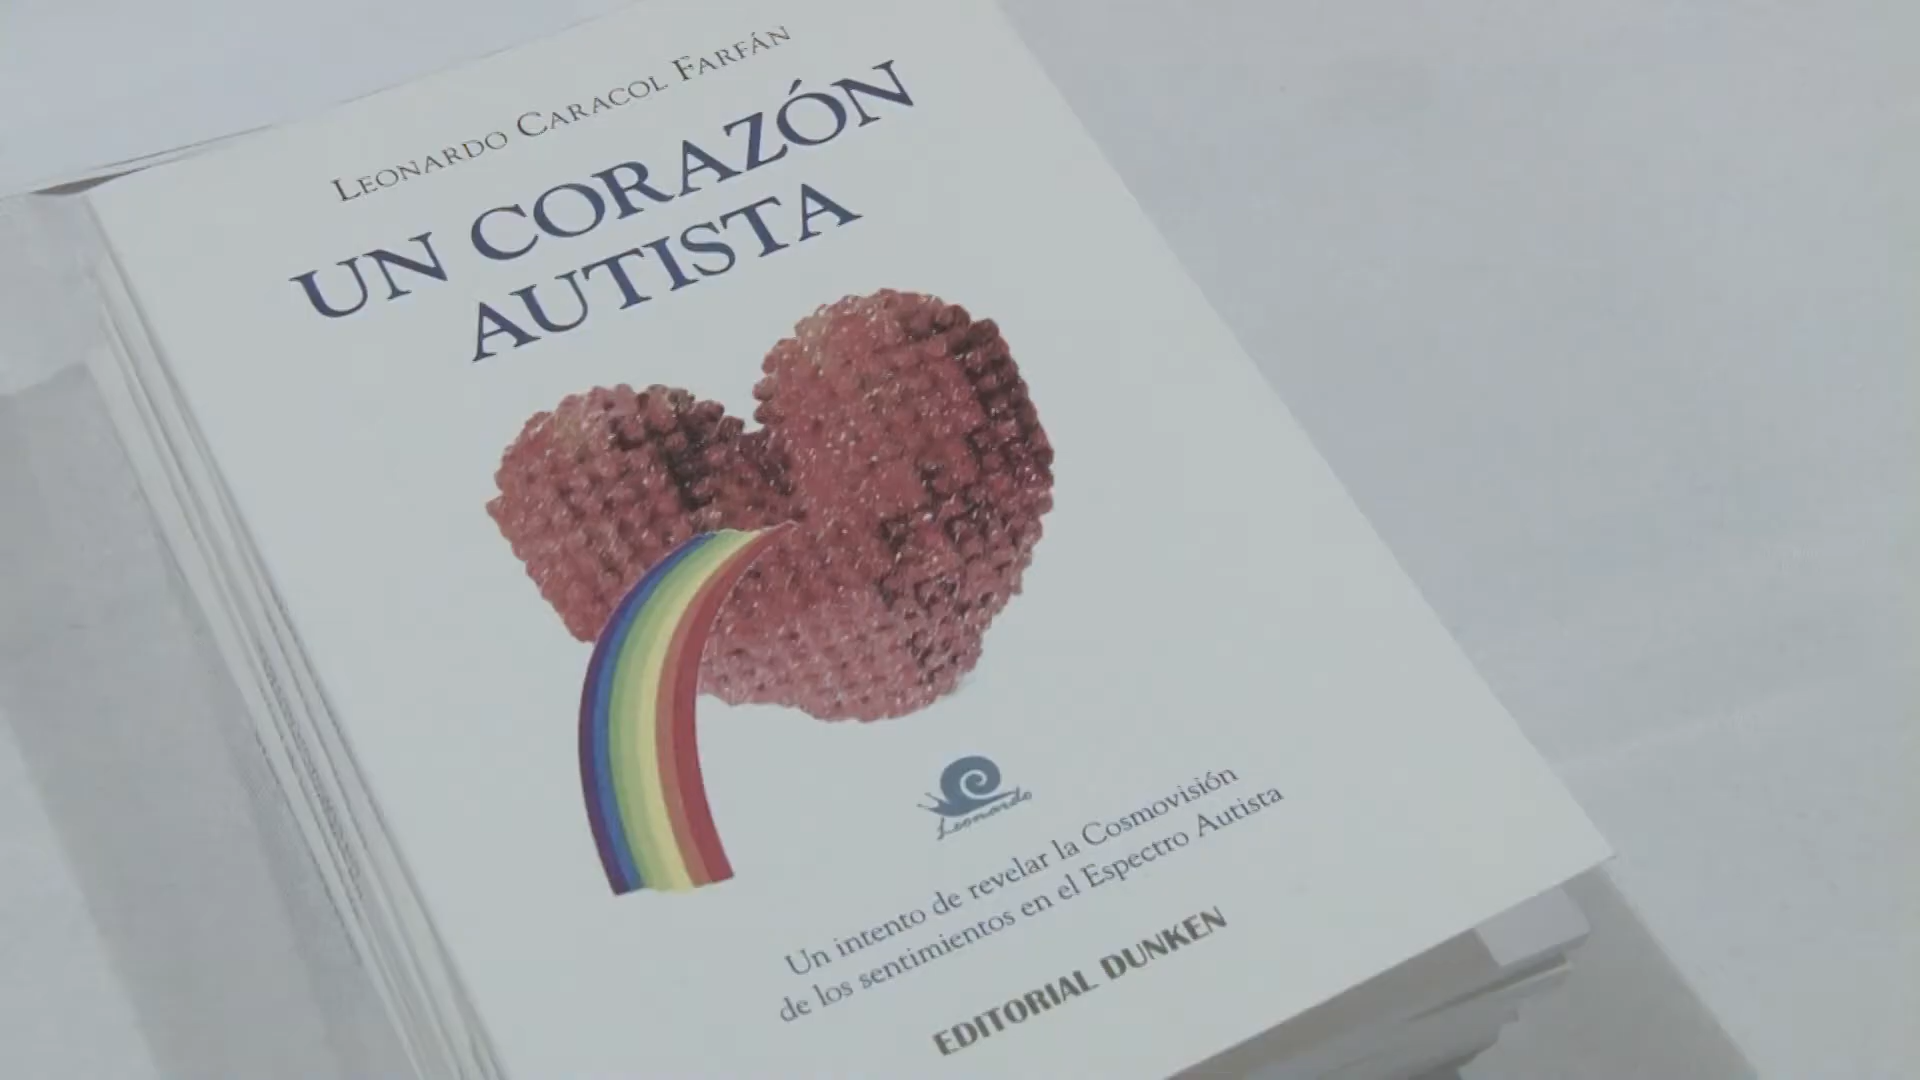 LEONARDO CARACOL FARFÁN
UN CORAZÓN
AUTISTA
Leonardo
Un intento de revelar la Cosmovisión
de los sentimientos en el Espectro Autista
EDITORIAL DUNKEN